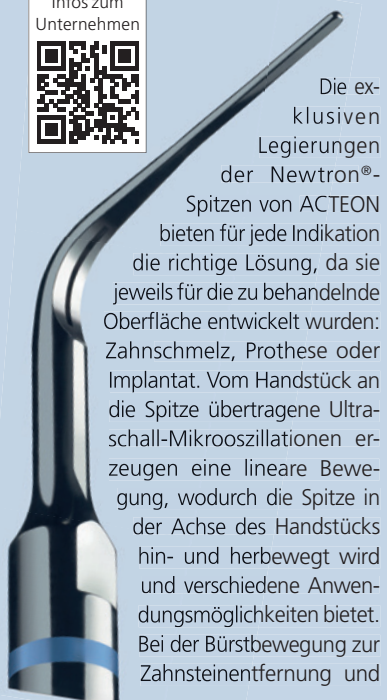 Infos zum
Unternehmen
Die ex-
klusiven
Legierungen
der Newtron®-
Spitzen von ACTEON
bieten für jede Indikation
die richtige Lösung, da sie
jeweils für die zu behandelnde
Oberfläche entwickelt wurden:
Zahnschmelz, Prothese oder
Implantat. Vom Handstück an
die Spitze übertragene Ultra-
schall-Mikrooszillationen er-
zeugen eine lineare Bewe-
gung, wodurch die Spitze in
der Achse des Handstücks
hin- und herbewegt wird
und verschiedene Anwen-
dungsmöglichkeiten bietet.
Bei der Bürstbewegung zur
Zahnsteinentfernung und